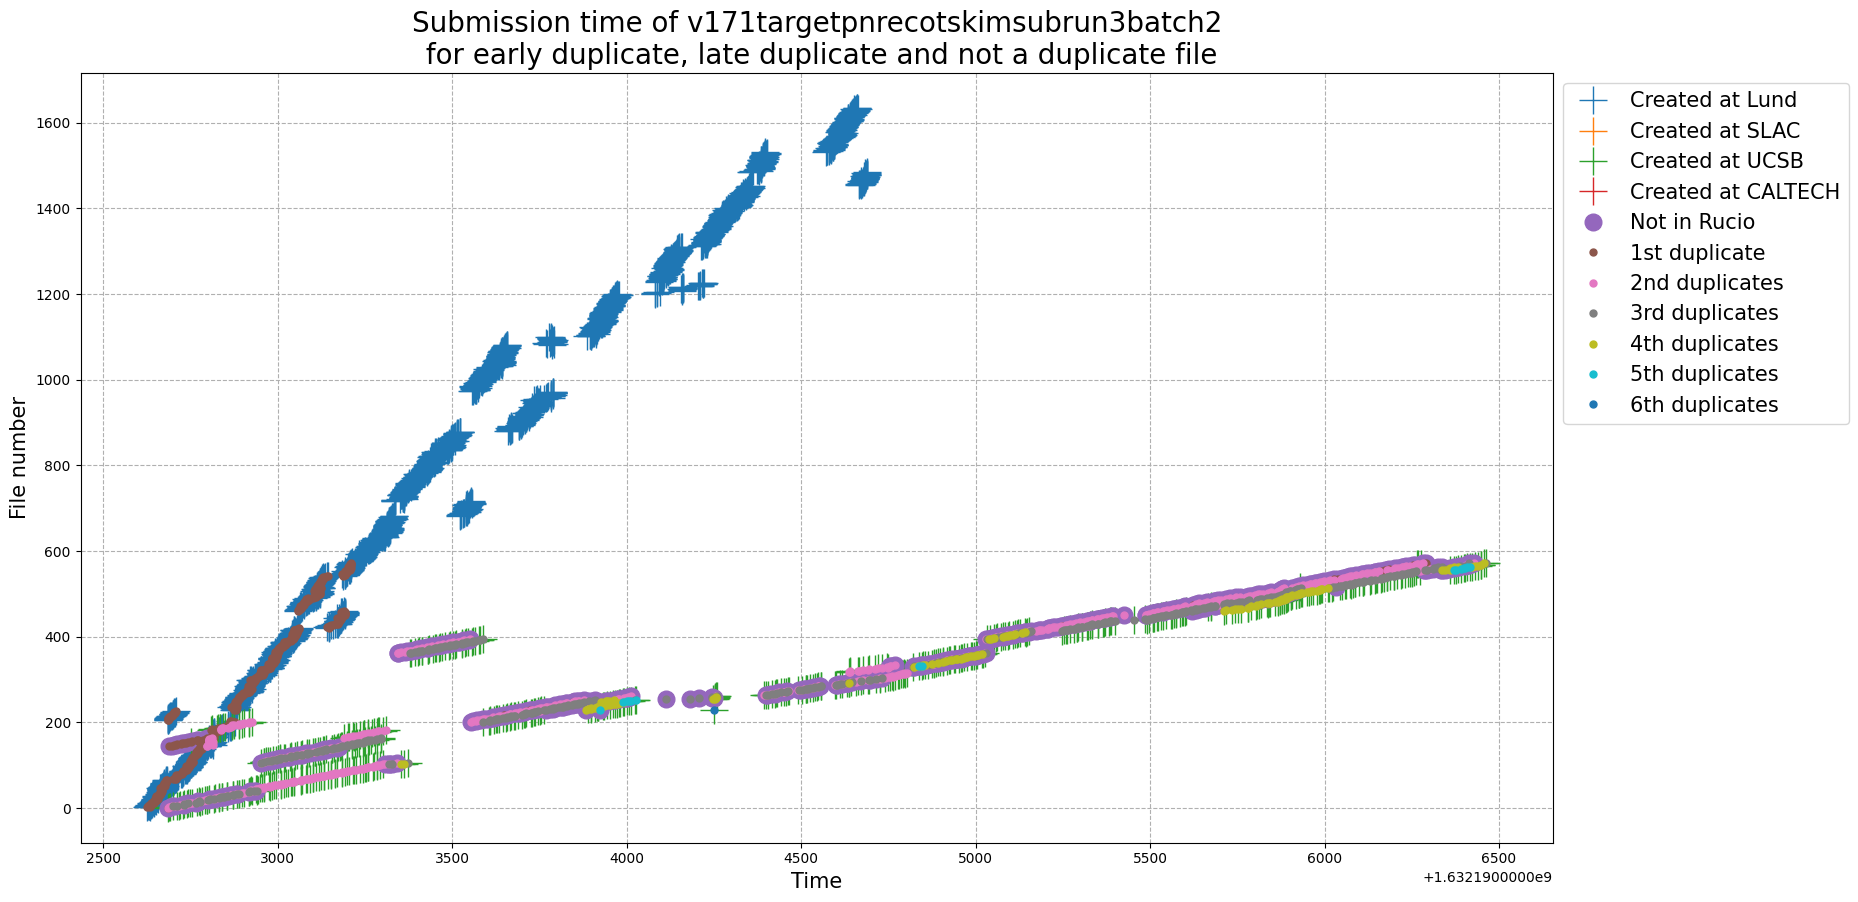 Submission time of v171targetpnrecotskimsubrun3batch2
for early duplicate, late duplicate and not a duplicate file
File number
1600
1400
1200
1000
800
600
400
200
0
2500 3000 3500 4000 4500 5000 5500 6000 6500
+1.6321900000e9
Time
Created at Lund
Created at SLAC
Created at UCSB
Created at CALTECH
Not in Rucio
1st duplicate
2nd duplicates
3rd duplicates
4th duplicates
5th duplicates
6th duplicates